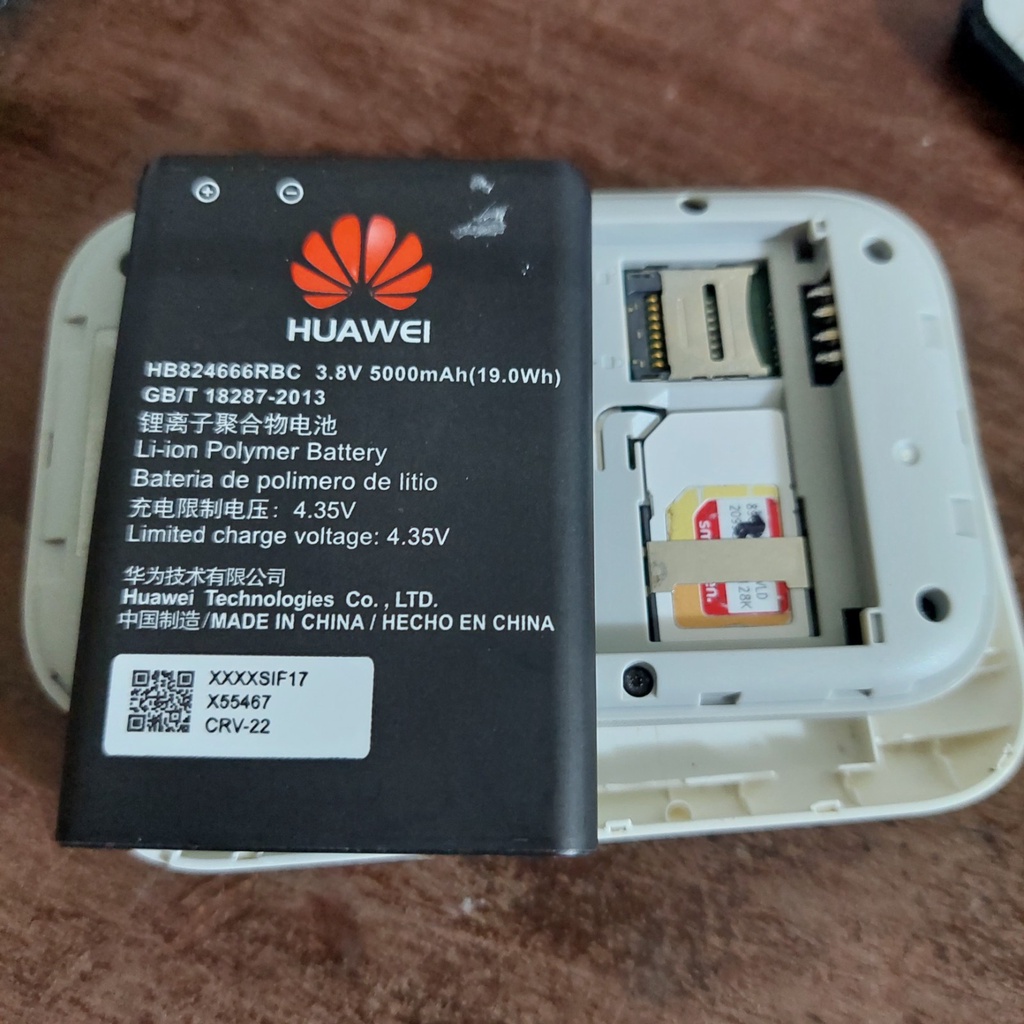 HUAWEI
HB824666RBC 3.8V 5000mAh(19.0Wh)
GB/T 18287-2013
锂离子聚合物电池
Li-ion Polymer Battery
Bateria de polimero de litio
充电限制电压: 4.35V
Limited charge voltage: 4.35V
华为技术有限公司
Huawei Technologies Co., LTD.
中国制造/MADE IN CHINA / HECHO EN CHINA
XXXXSIF17
X55467
CRV-22
28K